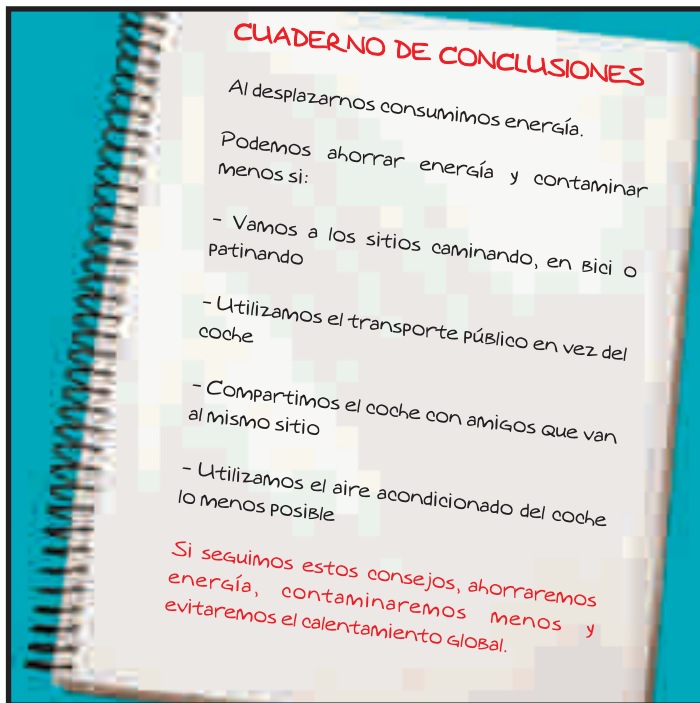 CUADERNO DE CONCLUSIONES
Al desplazarnos consumimos energía.
Podemos ahorrar energía y contaminar
menos si:
- Vamos a los sitios caminando, en bici o
patinando
- Utilizamos el transporte público en vez del
coche
- Compartimos el coche con amigos que van
al mismo sitio
- Utilizamos el aire acondicionado del coche
lo menos posible
Si seguimos estos consejos, ahorraremos
energía, contaminaremos menos y
evitaremos el calentamiento global.